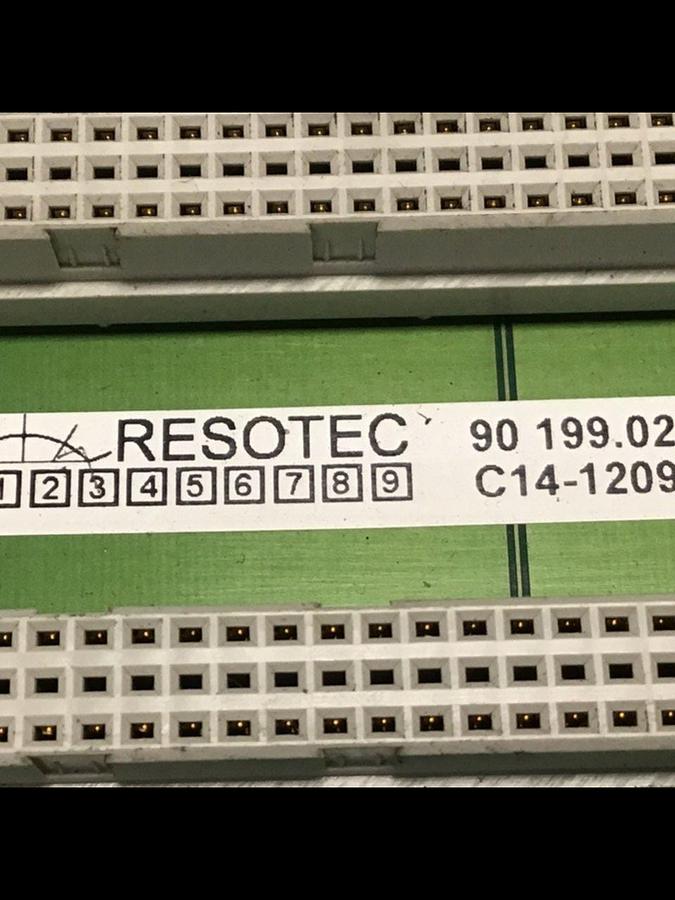 RESOTEC 90 199.02
1 2 3 4 5 6 7 8 9 C14-1209